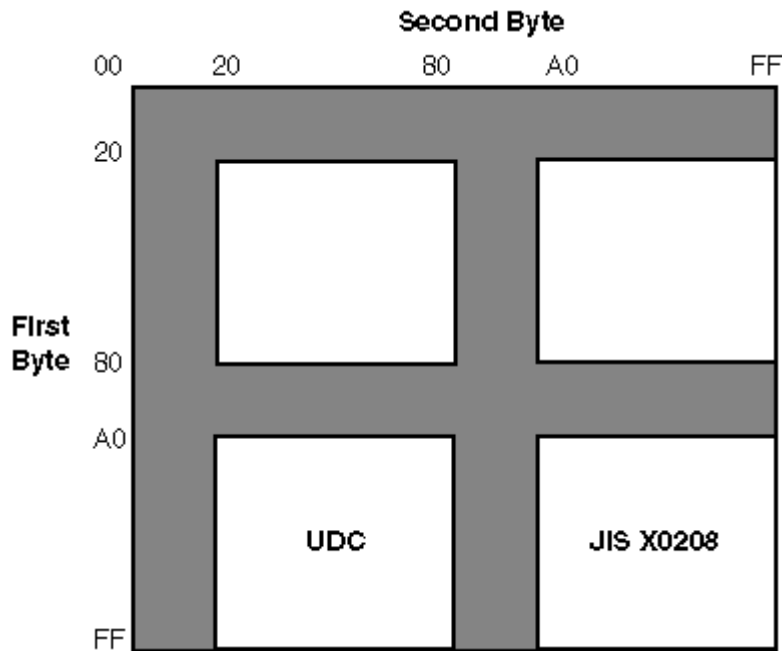 Second Byte
00 20 80 A0 FF
20
First
Byte
80
A0
UDC JIS X0208
FF